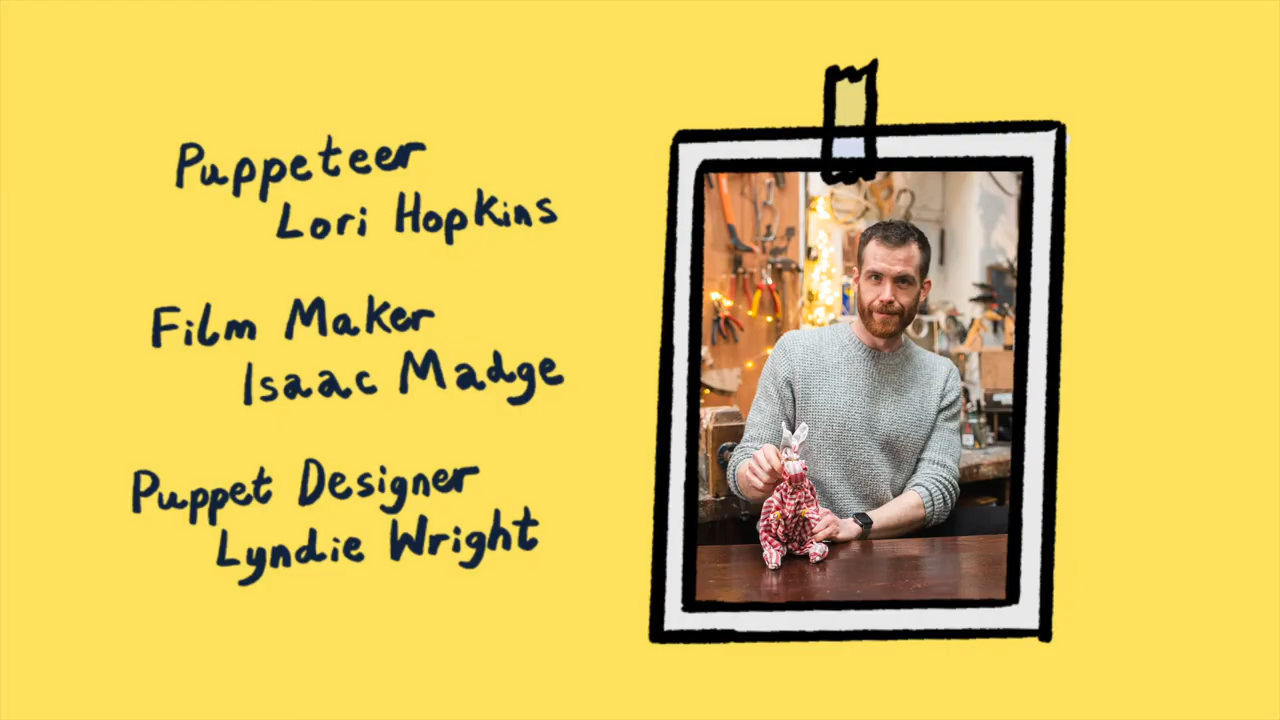 Puppeteer
Lori Hopkins
Film Maker
Isaac Madge
Puppet Designer
Lyndie Wright